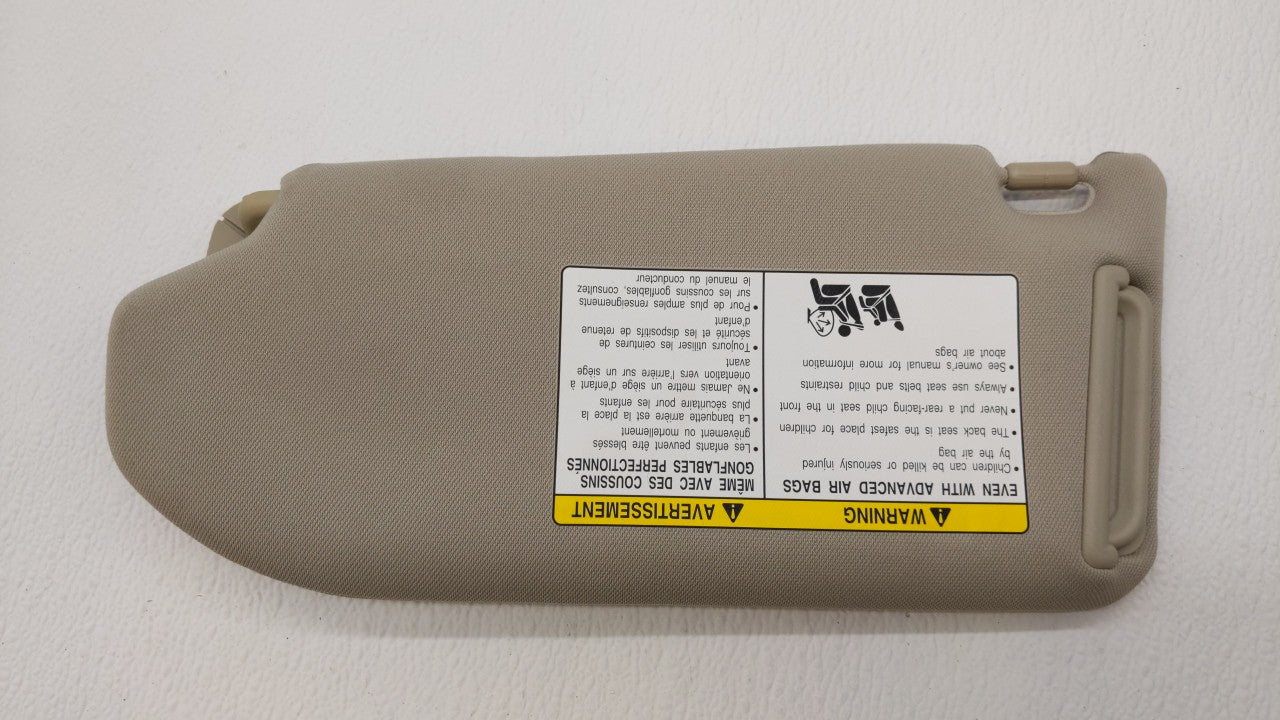 ⚠ WARNING
EVEN WITH ADVANCED AIR BAGS
• Children can be killed or seriously injured
by the air bag
• The back seat is the safest place for children
• Never put a rear-facing child seat in the front
• Always use seat belts and child restraints
• See owner's manual for more information
about air bags
⚠ AVERTISSEMENT
MÊME AVEC DES COUSSINS
GONFLABLES PERFECTIONNÉS
• Les enfants peuvent être blessés
grièvement ou mortellement
• La banquette arrière est la place la
plus sécuritaire pour les enfants
• Ne Jamais mettre un siège d'enfant à
orientation vers l'arrière sur un siège
avant
• Toujours utiliser les ceintures de
sécurité et les dispositifs de retenue
d'enfant
• Pour de plus amples renseignements
sur les coussins gonflables, consultez
le manuel du conducteur